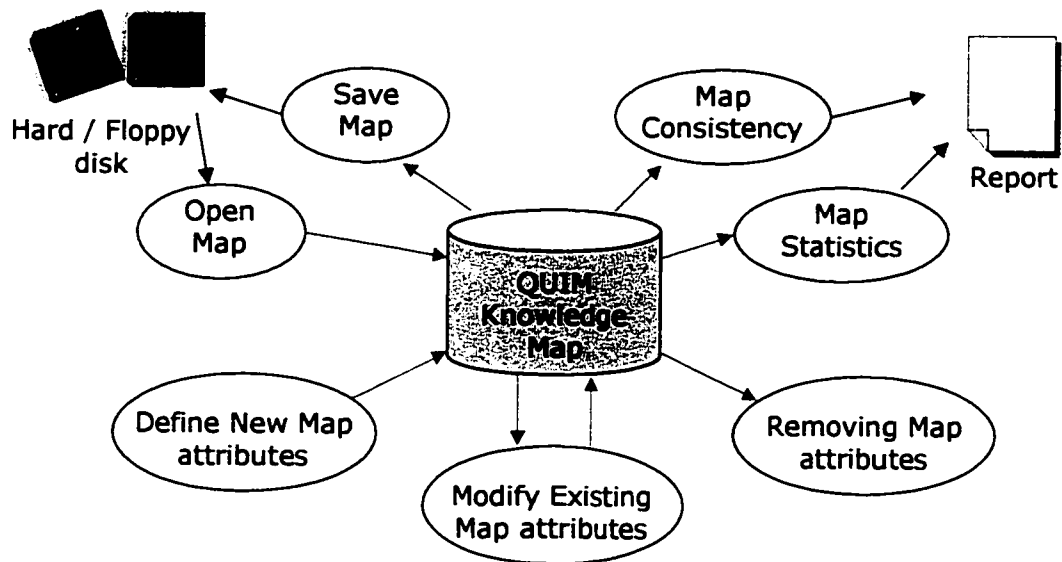 Save
Map
Map
Consistency
Hard / Floppy
disk
Report
Open
Map
Map
Statistics
QUIM
Knowledge
Map
Define New Map
attributes
Removing Map
attributes
Modify Existing
Map attributes